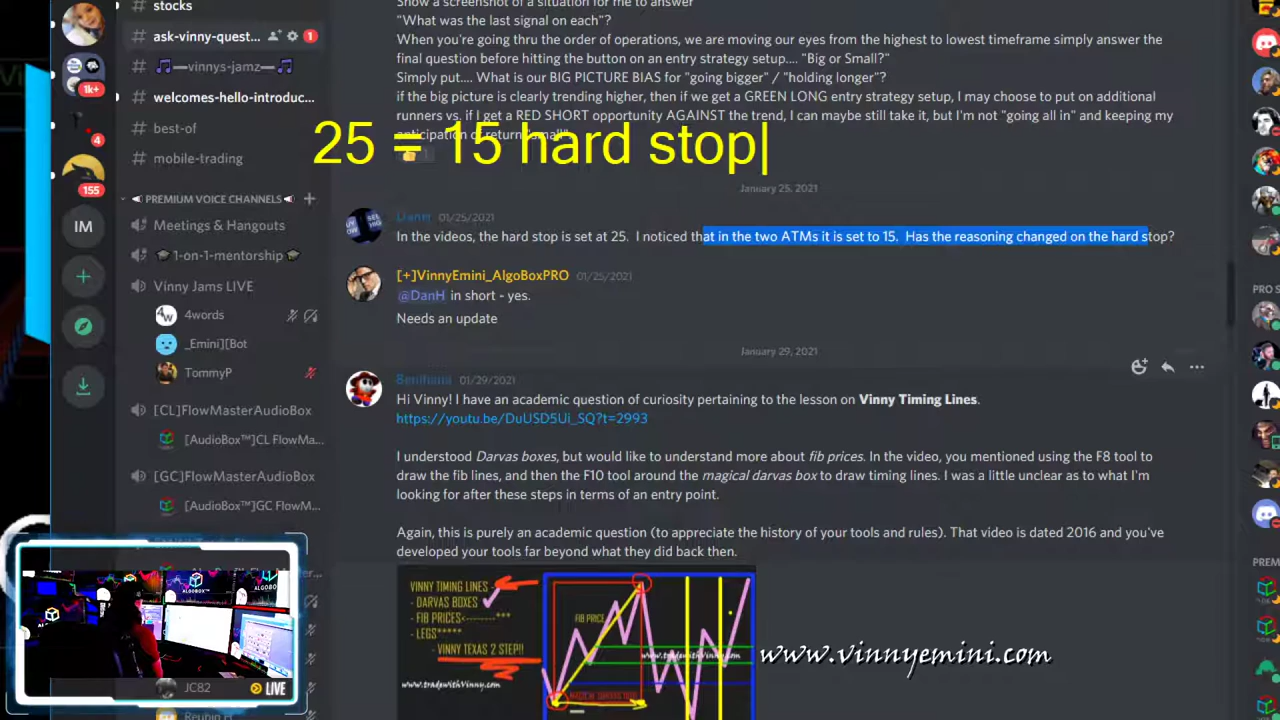 stocks
ask-vinny-quest... 1
vinnys-jamz
1k+
welcomes-hello-introduc...
best-of
4
mobile-trading
155
PREMIUM VOICE CHANNELS
IM
Meetings & Hangouts
1-on-1-mentorship
Vinny Jams LIVE
4words
_Emini][Bot
TommyP
[CL]FlowMasterAudioBox
[AudioBox™]CL FlowMa...
[GC]FlowMasterAudioBox
[AudioBox™]GC FlowM...
JC82
LIVE
Show a screenshot of a situation for me to answer
"What was the last signal on each"?
When you're going thru the order of operations, we are moving our eyes from the highest to lowest timeframe simply answer the
final question before hitting the button on an entry strategy setup.... "Big or Small?"
Simply put.... What is our BIG PICTURE BIAS for "going bigger" / "holding longer"?
if the big picture is clearly trending higher, then if we get a GREEN LONG entry strategy setup, I may choose to put on additional
runners vs. if I get a RED SHORT opportunity AGAINST the trend, I can maybe still take it, but I'm not "going all in" and keeping my
anticipation of return "small"
25 = 15 hard stop
January 25, 2021
DanH 01/25/2021
In the videos, the hard stop is set at 25. I noticed that in the two ATMs it is set to 15. Has the reasoning changed on the hard stop?
[+]VinnyEmini_AlgoBoxPRO 01/25/2021
@DanH in short - yes.
Needs an update
January 29, 2021
01/29/2021
Hi Vinny! I have an academic question of curiosity pertaining to the lesson on Vinny Timing Lines.
https://youtu.be/DuUSD5Ui_SQ?t=2993
I understood Darvas boxes, but would like to understand more about fib prices. In the video, you mentioned using the F8 tool to
draw the fib lines, and then the F10 tool around the magical darvas box to draw timing lines. I was a little unclear as to what I'm
looking for after these steps in terms of an entry point.
Again, this is purely an academic question (to appreciate the history of your tools and rules). That video is dated 2016 and you've
developed your tools far beyond what they did back then.
VINNY TIMING LINES
- DARVAS BOXES
- FIB PRICES<-------***
- LEGS*****
- VINNY TEXAS 2 STEP!!
www.tradewithvinny.com
FIB PRICE
www.tradewithvinny.com
www.vinnyemini.com
PRO S
PREM